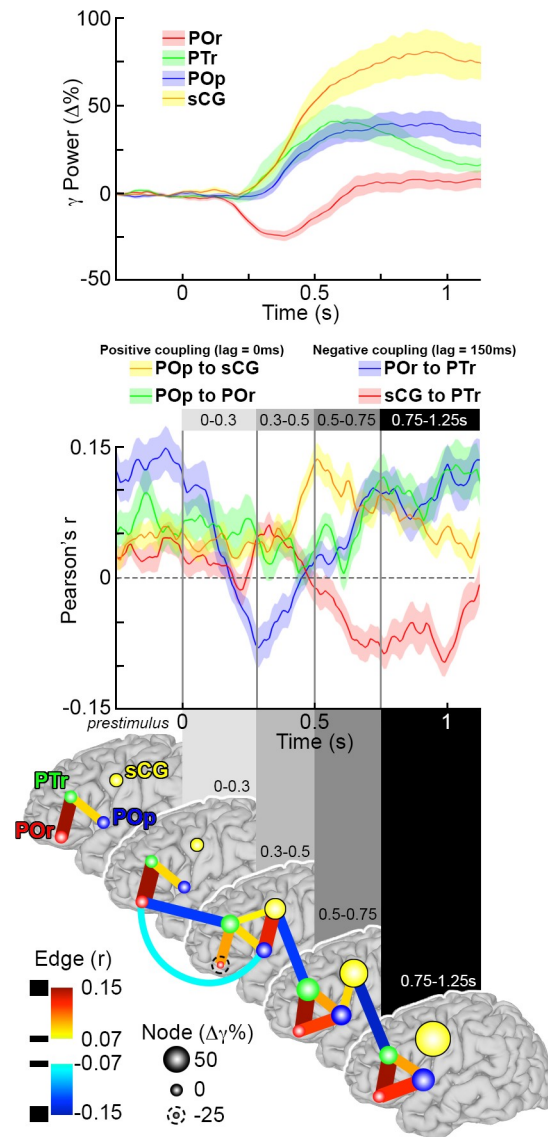 POr
PTr
POp
sCG
100
50
0
-50
γ Power (Δ%)
0 0.5 1
Time (s)
Positive coupling (lag = 0ms) Negative coupling (lag = 150ms)
POp to sCG POr to PTr
POp to POr sCG to PTr
0-0.3 0.3-0.5 0.5-0.75 0.75-1.25s
0.15
0
-0.15
Pearson's r
prestimulus 0 0.5 1
Time (s)
PTr sCG
POr POp
0-0.3
0.3-0.5
0.5-0.75
0.75-1.25s
Edge (r)
0.15
0.07
-0.07
-0.15
Node (Δγ%)
50
0
-25